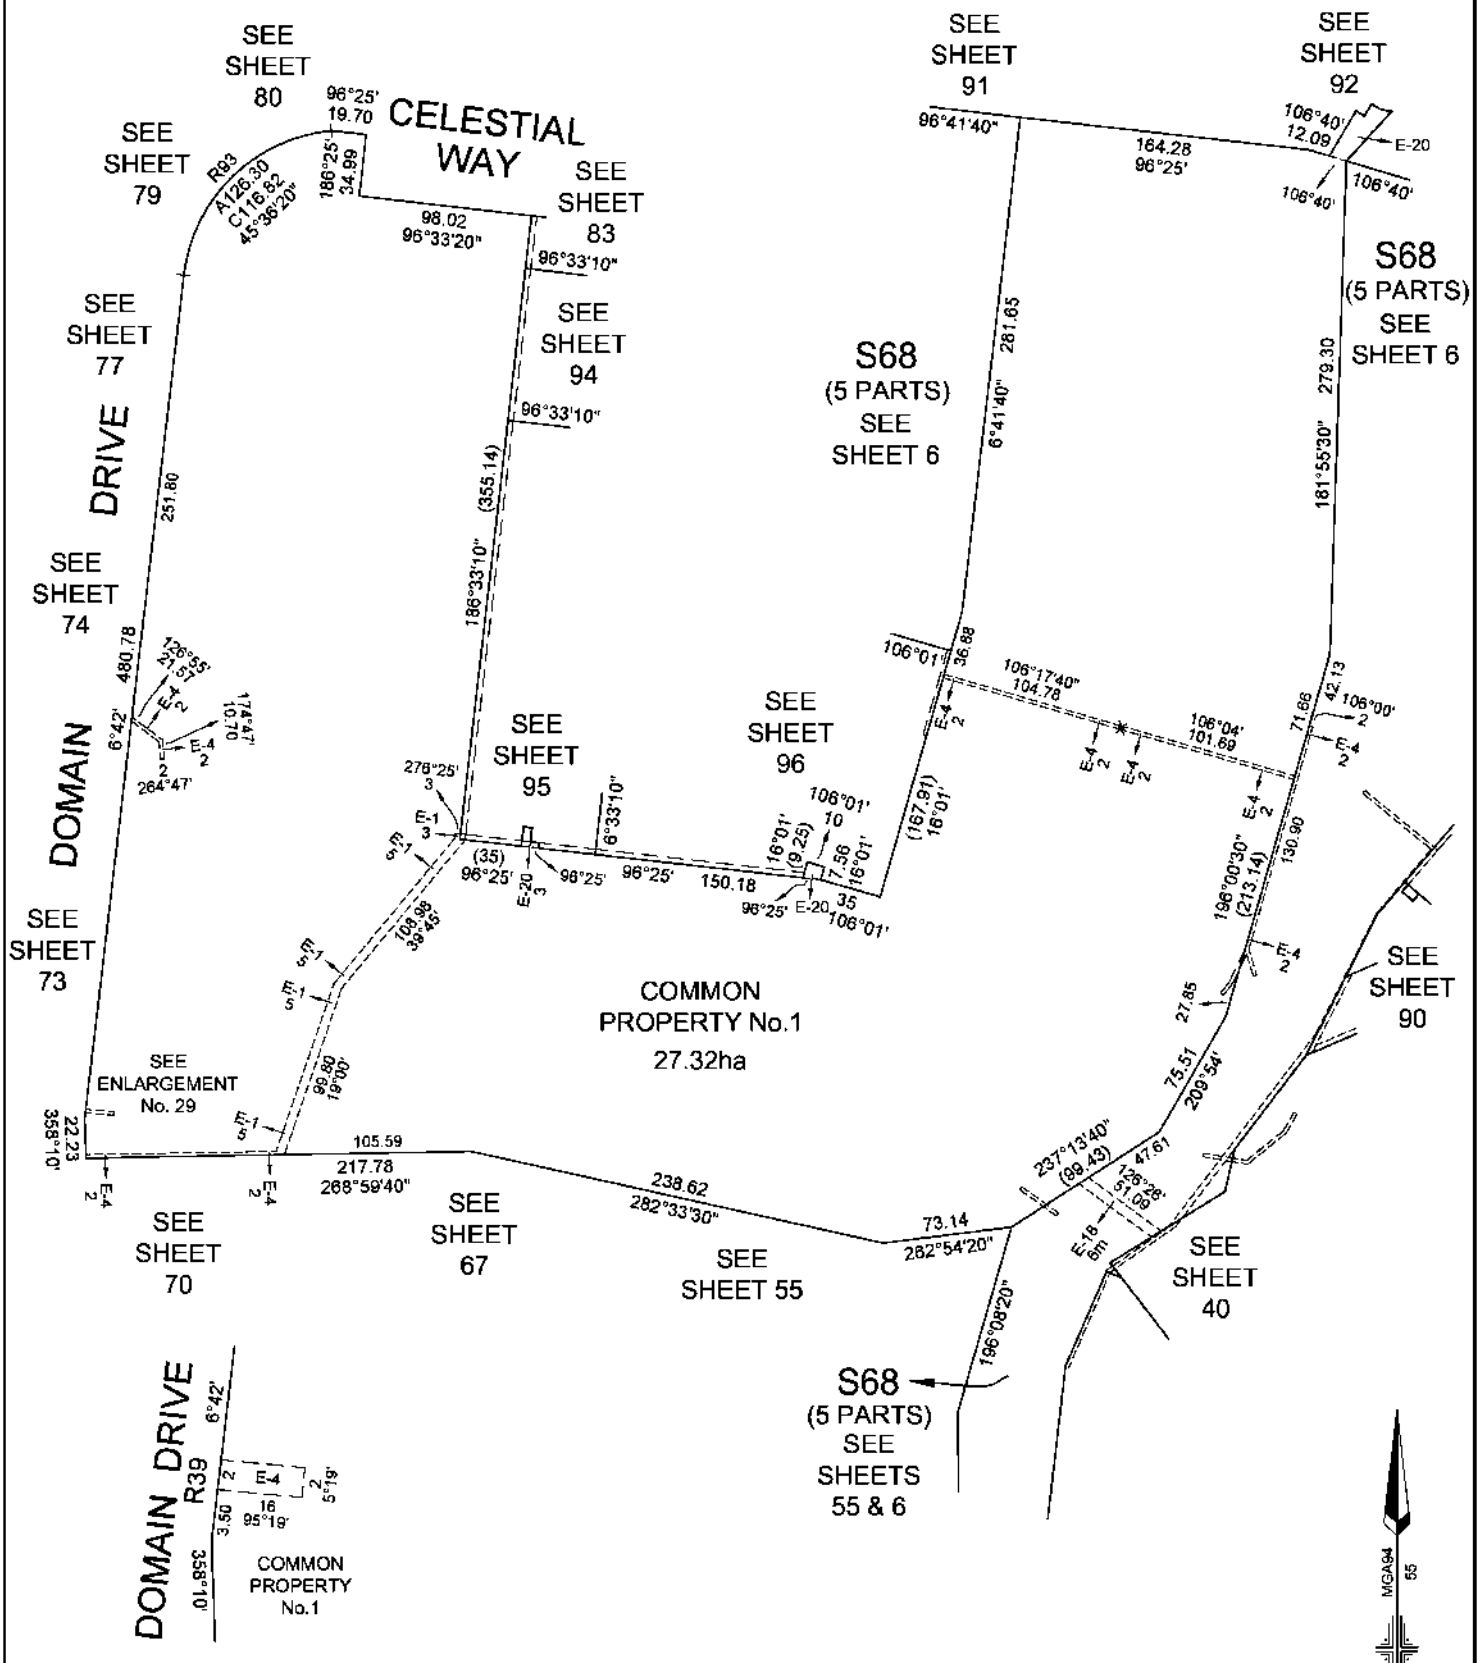 SEE
SHEET
80
96°25'
19.70
CELESTIAL
WAY
SEE
SHEET
91
SEE
SHEET
92
96°41'40"
164.28
96°25'
106°40'
12.09
E-20
106°40'
106°40'
SEE
SHEET
79
R93
A126.30
C116.82
45°36'20"
186°25'
34.99
98.02
96°33'20"
SEE
SHEET
83
96°33'10"
SEE
SHEET
94
96°33'10"
SEE
SHEET
77
DRIVE
251.80
(355.14)
186°33'10"
S68
(5 PARTS)
SEE
SHEET 6
281.65
6°41'40"
S68
(5 PARTS)
SEE
SHEET 6
279.30
181°55'30"
SEE
SHEET
74
480.78
6°42'
126°55'
21.57
E-4
2
174°47'
10.70
E-4
2
2
264°47'
DOMAIN
SEE
SHEET
95
276°25'
3
E-1
3
E-1
5
(35)
96°25'
E-20
3
96°25'
6°33'10"
96°25'
150.18
SEE
SHEET
96
106°01'
10
16°01'
(9.25)
17.56
16°01'
96°25'
E-20
35
106°01'
106°01'
36.88
106°17'40"
104.78
E-4
2
E-4
2
E-4
2
106°04'
101.69
E-4
2
(167.91)
16°01'
42.13
71.66
106°00'
2
E-4
2
130.90
196°00'30"
(213.14)
E-4
2
SEE
SHEET
73
108.98
39°45'
E-1
5
E-1
5
COMMON
PROPERTY No.1
27.32ha
27.85
75.51
209°54'
SEE
SHEET
90
SEE
ENLARGEMENT
No. 29
99.80
19°00'
E-1
5
22.23
358°10'
E-4
2
E-4
2
105.59
217.78
268°59'40"
238.62
282°33'30"
73.14
262°54'20"
237°13'40"
(99.43)
47.61
126°26'
51.09
E-18
6m
SEE
SHEET
70
SEE
SHEET
67
SEE
SHEET 55
SEE
SHEET
40
196°08'20"
S68
(5 PARTS)
SEE
SHEETS
55 & 6
DOMAIN DRIVE
R39
6°42'
2
E-4
2
5°19'
16
95°19'
3.50
358°10'
COMMON
PROPERTY
No.1
MGA94
55